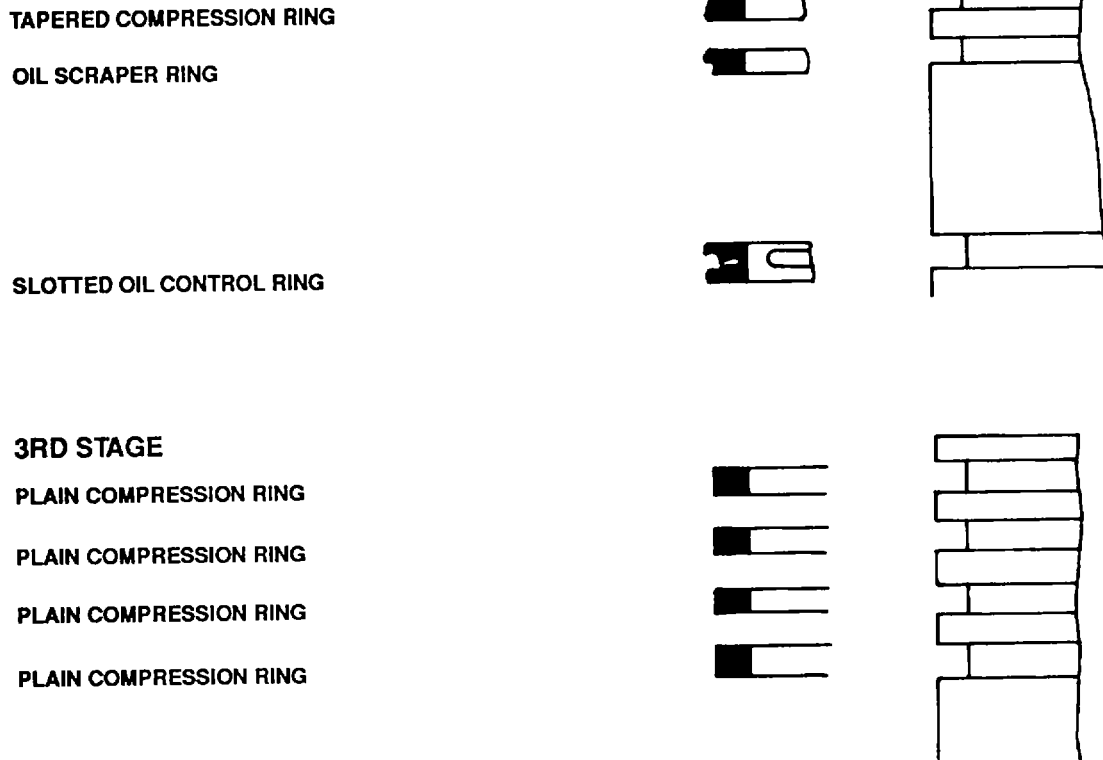 TAPERED COMPRESSION RING
OIL SCRAPER RING
SLOTTED OIL CONTROL RING
3RD STAGE
PLAIN COMPRESSION RING
PLAIN COMPRESSION RING
PLAIN COMPRESSION RING
PLAIN COMPRESSION RING